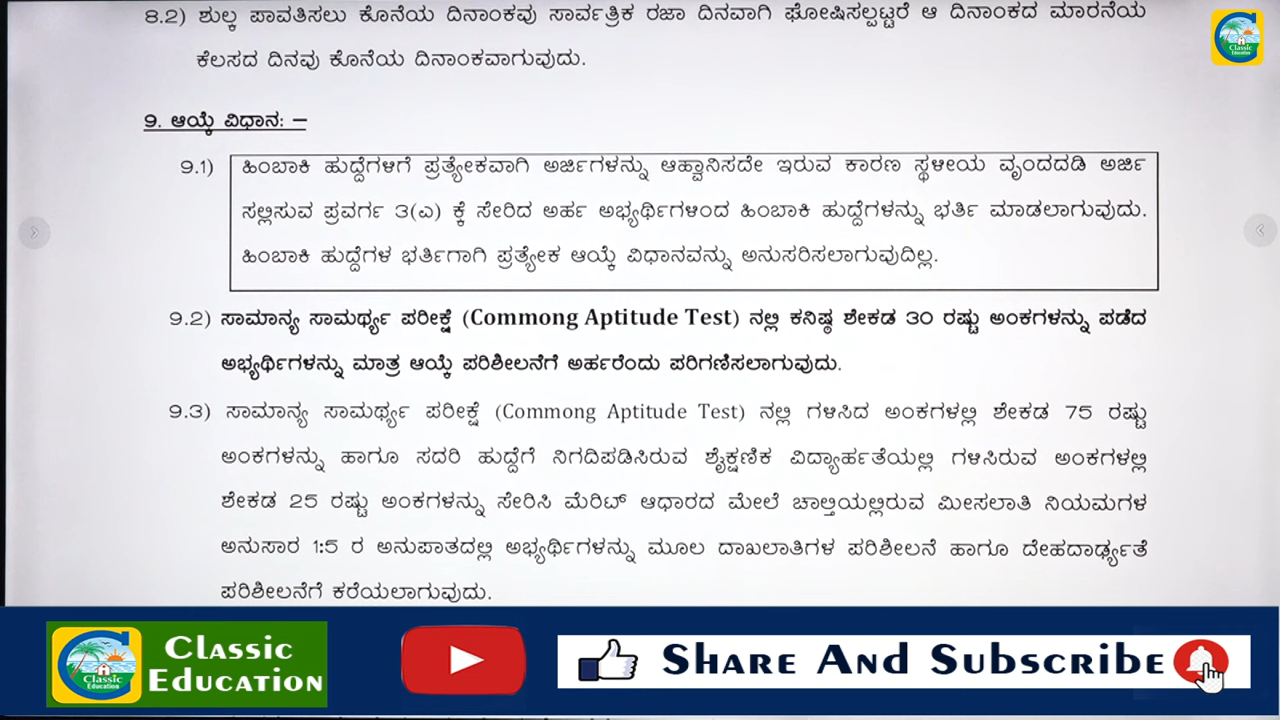 8.2) ಶುಲ್ಕ ಪಾವತಿಸಲು ಕೊನೆಯ ದಿನಾಂಕವು ಸಾರ್ವತ್ರಿಕ ರಜಾ ದಿನವಾಗಿ ಘೋಷಿಸಲ್ಪಟ್ಟರೆ ಆ ದಿನಾಂಕದ ಮಾರನೆಯ
ಕೆಲಸದ ದಿನವು ಕೊನೆಯ ದಿನಾಂಕವಾಗುವುದು.
9. ಆಯ್ಕೆ ವಿಧಾನ: –
9.1) ಹಿಂಬಾಕಿ ಹುದ್ದೆಗಳಿಗೆ ಪ್ರತ್ಯೇಕವಾಗಿ ಅರ್ಜಿಗಳನ್ನು ಆಹ್ವಾನಿಸದೇ ಇರುವ ಕಾರಣ ಸ್ಥಳೀಯ ವೃಂದದಡಿ ಅರ್ಜಿ
ಸಲ್ಲಿಸುವ ಪ್ರವರ್ಗ 3(ಎ) ಕ್ಕೆ ಸೇರಿದ ಅರ್ಹ ಅಭ್ಯರ್ಥಿಗಳಿಂದ ಹಿಂಬಾಕಿ ಹುದ್ದೆಗಳನ್ನು ಭರ್ತಿ ಮಾಡಲಾಗುವುದು.
ಹಿಂಬಾಕಿ ಹುದ್ದೆಗಳ ಭರ್ತಿಗಾಗಿ ಪ್ರತ್ಯೇಕ ಆಯ್ಕೆ ವಿಧಾನವನ್ನು ಅನುಸರಿಸಲಾಗುವುದಿಲ್ಲ.
9.2) ಸಾಮಾನ್ಯ ಸಾಮರ್ಥ್ಯ ಪರೀಕ್ಷೆ (Commong Aptitude Test) ನಲ್ಲಿ ಕನಿಷ್ಠ ಶೇಕಡ 30 ರಷ್ಟು ಅಂಕಗಳನ್ನು ಪಡೆದ
ಅಭ್ಯರ್ಥಿಗಳನ್ನು ಮಾತ್ರ ಆಯ್ಕೆ ಪರಿಶೀಲನೆಗೆ ಅರ್ಹರೆಂದು ಪರಿಗಣಿಸಲಾಗುವುದು.
9.3) ಸಾಮಾನ್ಯ ಸಾಮರ್ಥ್ಯ ಪರೀಕ್ಷೆ (Commong Aptitude Test) ನಲ್ಲಿ ಗಳಿಸಿದ ಅಂಕಗಳಲ್ಲಿ ಶೇಕಡ 75 ರಷ್ಟು
ಅಂಕಗಳನ್ನು ಹಾಗೂ ಸದರಿ ಹುದ್ದೆಗೆ ನಿಗದಿಪಡಿಸಿರುವ ಶೈಕ್ಷಣಿಕ ವಿದ್ಯಾರ್ಹತೆಯಲ್ಲಿ ಗಳಿಸಿರುವ ಅಂಕಗಳಲ್ಲಿ
ಶೇಕಡ 25 ರಷ್ಟು ಅಂಕಗಳನ್ನು ಸೇರಿಸಿ ಮೆರಿಟ್ ಆಧಾರದ ಮೇಲೆ ಚಾಲ್ತಿಯಲ್ಲಿರುವ ಮೀಸಲಾತಿ ನಿಯಮಗಳ
ಅನುಸಾರ 1:5 ರ ಅನುಪಾತದಲ್ಲಿ ಅಭ್ಯರ್ಥಿಗಳನ್ನು ಮೂಲ ದಾಖಲಾತಿಗಳ ಪರಿಶೀಲನೆ ಹಾಗೂ ದೇಹದಾರ್ಢ್ಯತೆ
ಪರಿಶೀಲನೆಗೆ ಕರೆಯಲಾಗುವುದು.
Classic Education
Classic Education
Classic
Education
Share And Subscribe